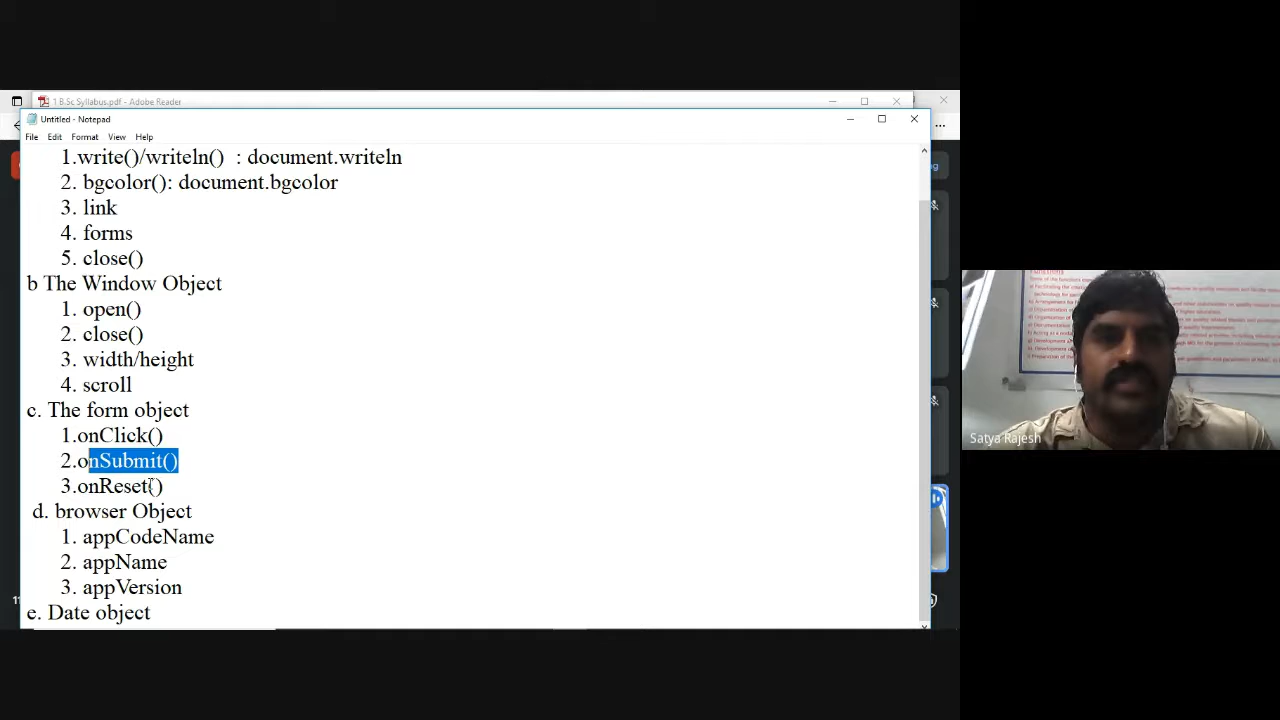 1 B.Sc Syllabus.pdf - Adobe Reader
Untitled - Notepad
File Edit Format View Help
1.write()/writeln()  : document.writeln
2. bgcolor(): document.bgcolor
3. link
4. forms
5. close()
b The Window Object
1. open()
2. close()
3. width/height
4. scroll
c. The form object
1.onClick()
2.onSubmit()
3.onReset()
d. browser Object
1. appCodeName
2. appName
3. appVersion
e. Date object
Satya Rajesh